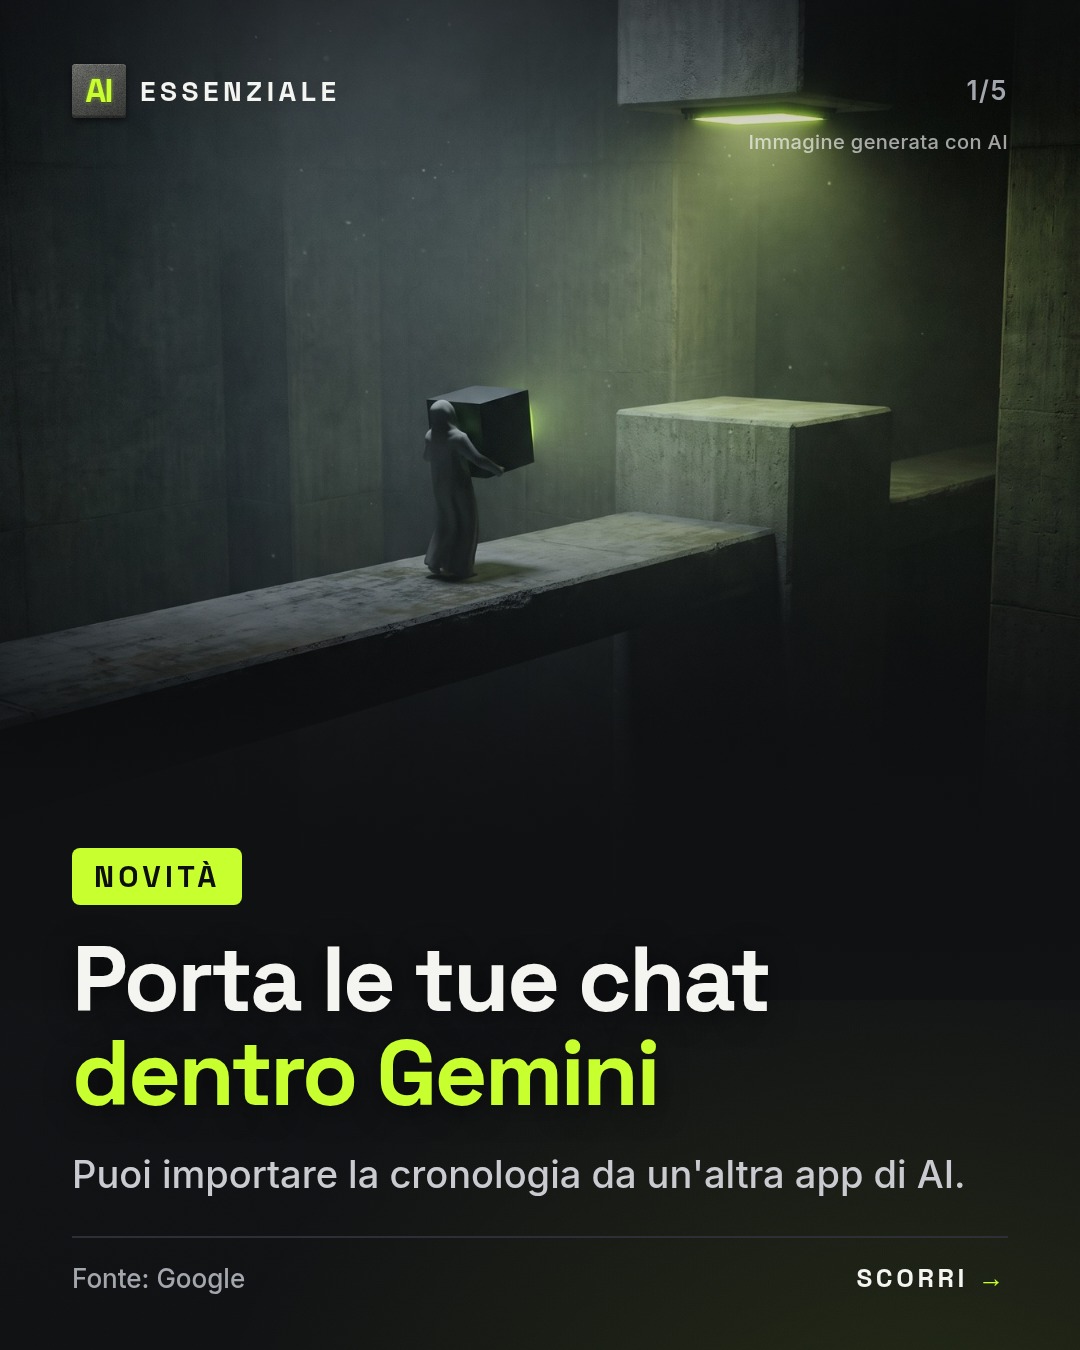 AI ESSENZIALE
1/5
Immagine generata con AI
NOVITÀ
Porta le tue chat
dentro Gemini
Puoi importare la cronologia da un'altra app di AI.
Fonte: Google
SCORRI →